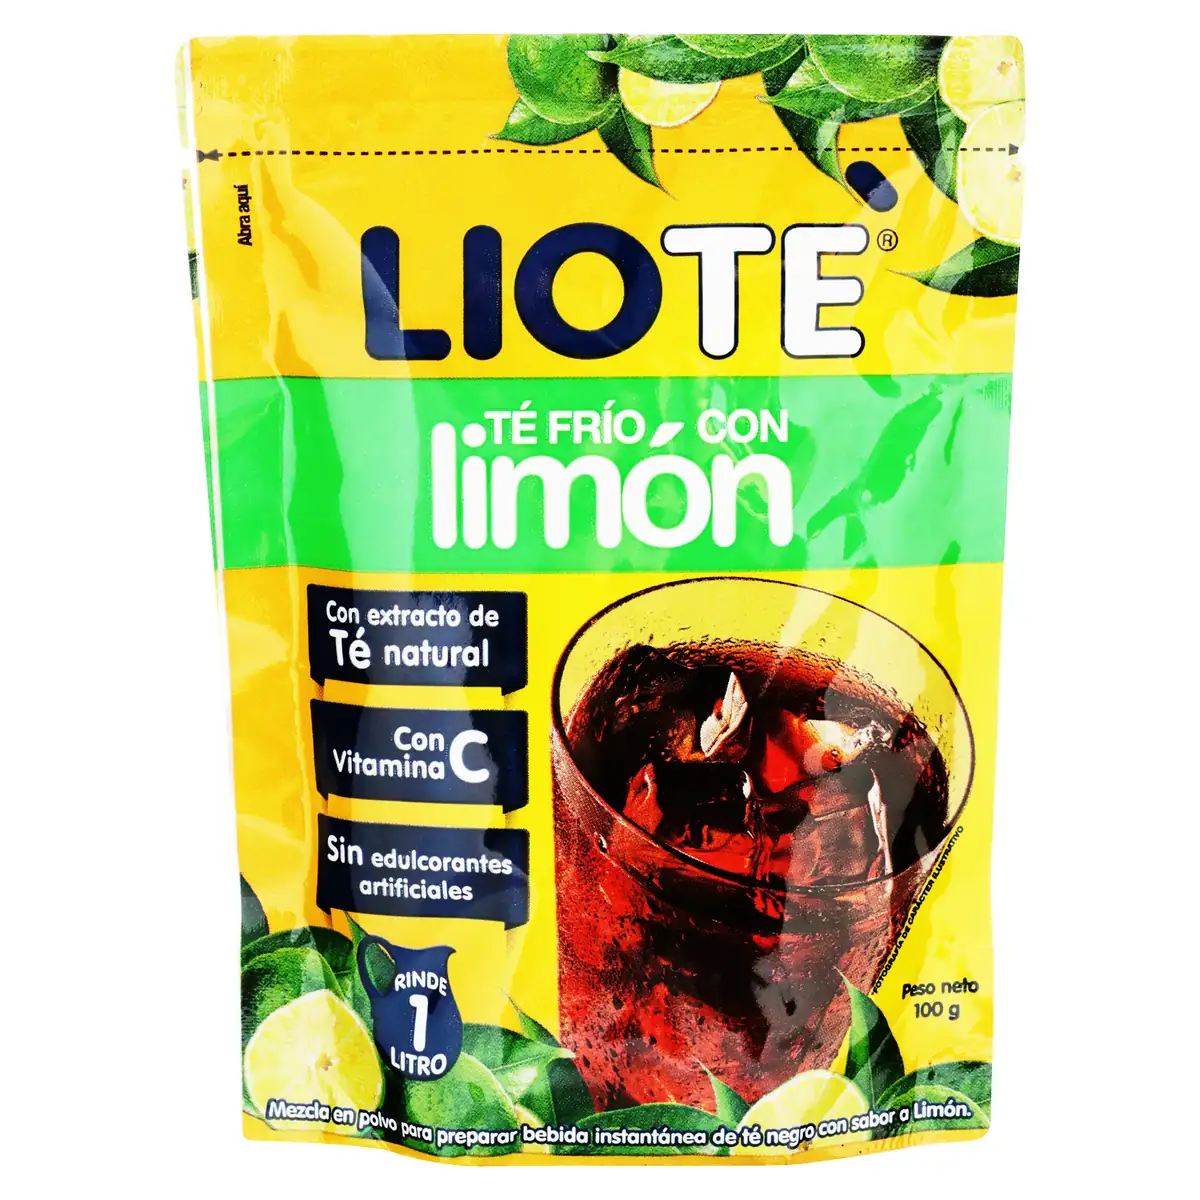 Abra aquí
LIOTÉ®
TÉ FRÍO CON
limón
Con extracto de
Té natural
Con
Vitamina C
Sin edulcorantes
artificiales
RINDE
1
LITRO
FOTOGRAFÍA DE CARÁCTER ILUSTRATIVO
Peso neto
100 g
Mezcla en polvo para preparar bebida instantánea de té negro con sabor a Limón.